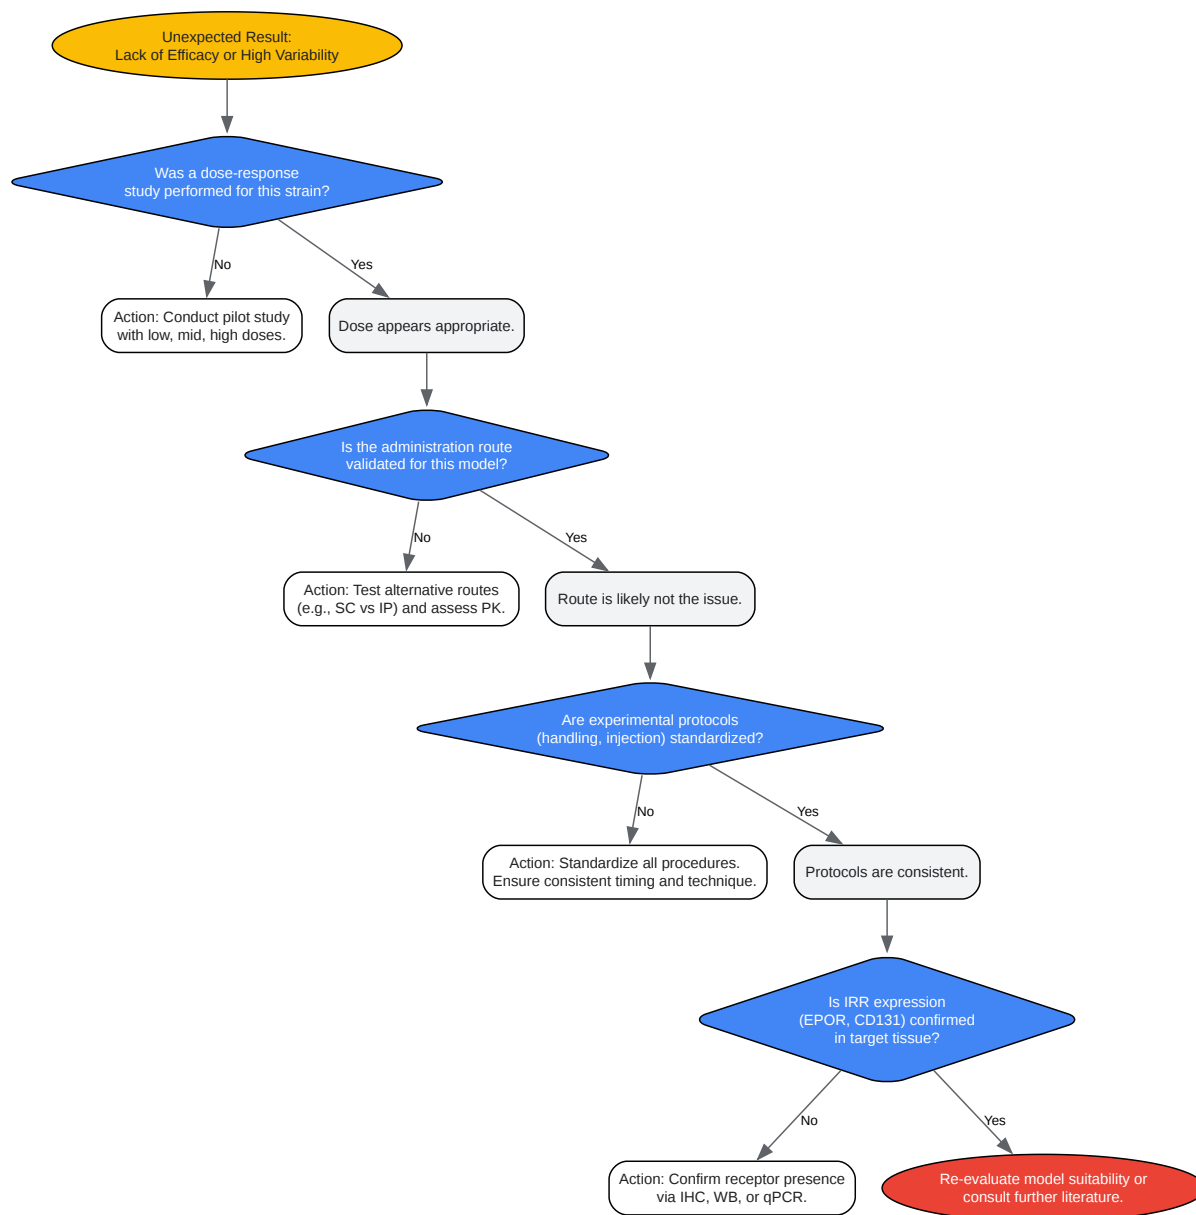 Unexpected Result:
Lack of Efficacy or High Variability
Was a dose-response
study performed for this strain?
No
Yes
Action: Conduct pilot study
with low, mid, high doses.
Dose appears appropriate.
Is the administration route
validated for this model?
No
Yes
Action: Test alternative routes
(e.g., SC vs IP) and assess PK.
Route is likely not the issue.
Are experimental protocols
(handling, injection) standardized?
No
Yes
Action: Standardize all procedures.
Ensure consistent timing and technique.
Protocols are consistent.
Is IRR expression
(EPOR, CD131) confirmed
in target tissue?
No
Yes
Action: Confirm receptor presence
via IHC, WB, or qPCR.
Re-evaluate model suitability or
consult further literature.